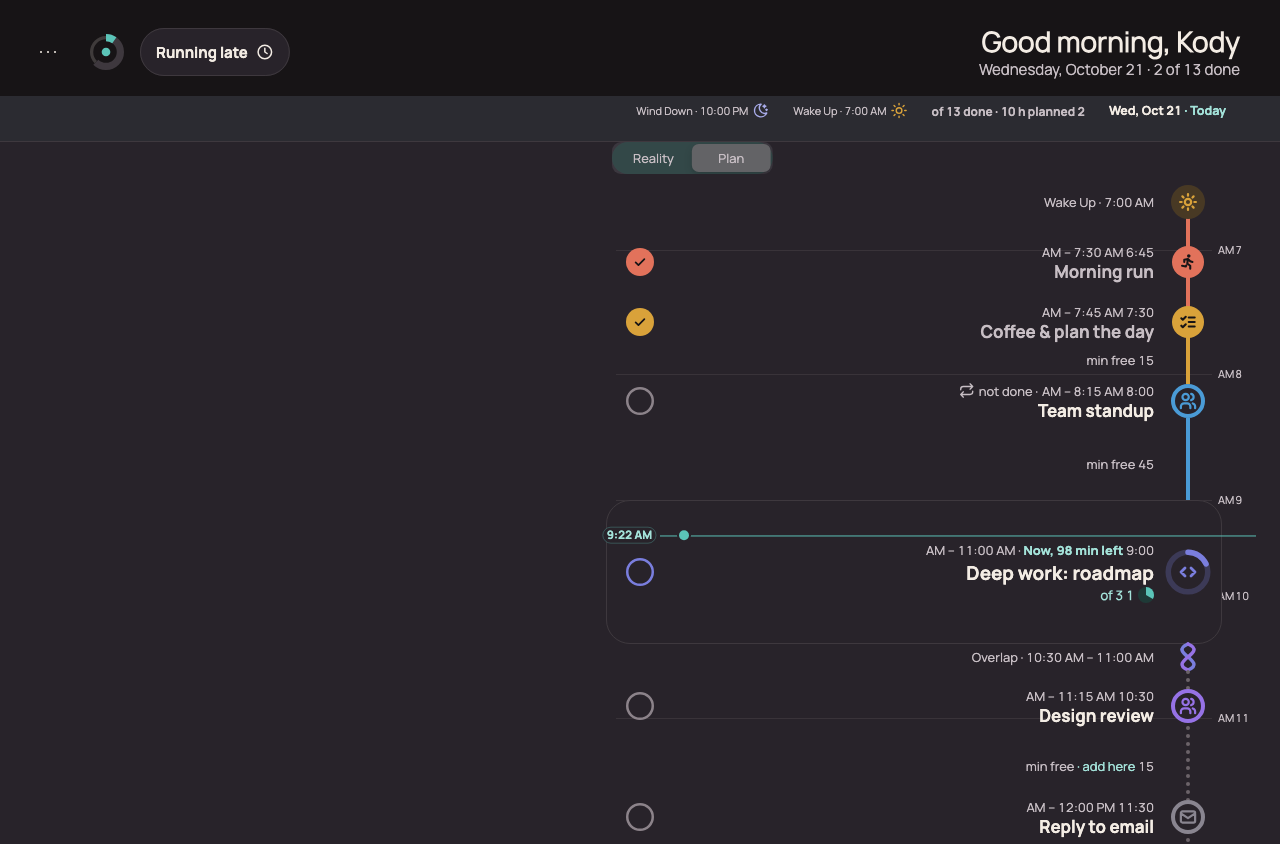 Running late
Good morning, Kody
Wednesday, October 21 · 2 of 13 done
Wind Down · 10:00 PM
Wake Up · 7:00 AM
of 13 done · 10 h planned 2
Wed, Oct 21 · Today
Reality
Plan
Wake Up · 7:00 AM
AM 7
AM – 7:30 AM 6:45
Morning run
AM – 7:45 AM 7:30
Coffee & plan the day
min free 15
AM 8
not done · AM – 8:15 AM 8:00
Team standup
min free 45
AM 9
9:22 AM
AM – 11:00 AM · Now, 98 min left 9:00
Deep work: roadmap
of 3 1
AM 10
Overlap · 10:30 AM – 11:00 AM
AM – 11:15 AM 10:30
Design review
AM 11
min free · add here 15
AM – 12:00 PM 11:30
Reply to email